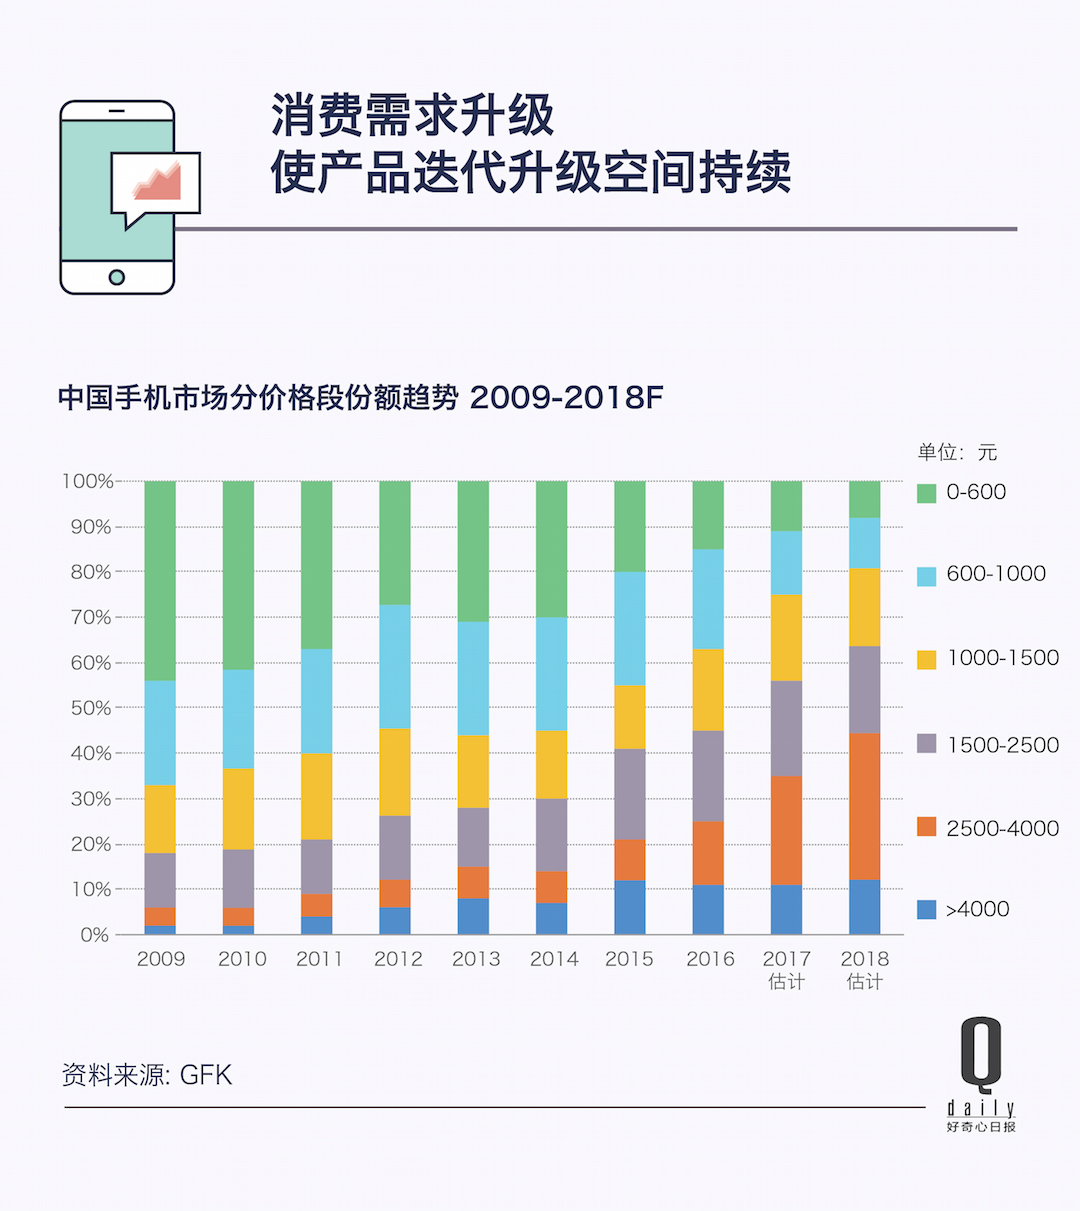 消费需求升级
使产品迭代升级空间持续
中国手机市场分价格段份额趋势 2009-2018F
单位：元
100%
90%
80%
70%
60%
50%
40%
30%
20%
10%
0%
0-600
600-1000
1000-1500
1500-2500
2500-4000
>4000
2009 2010 2011 2012 2013 2014 2015 2016 2017 2018
估计 估计
资料来源: GFK
Q
daily
好奇心日报